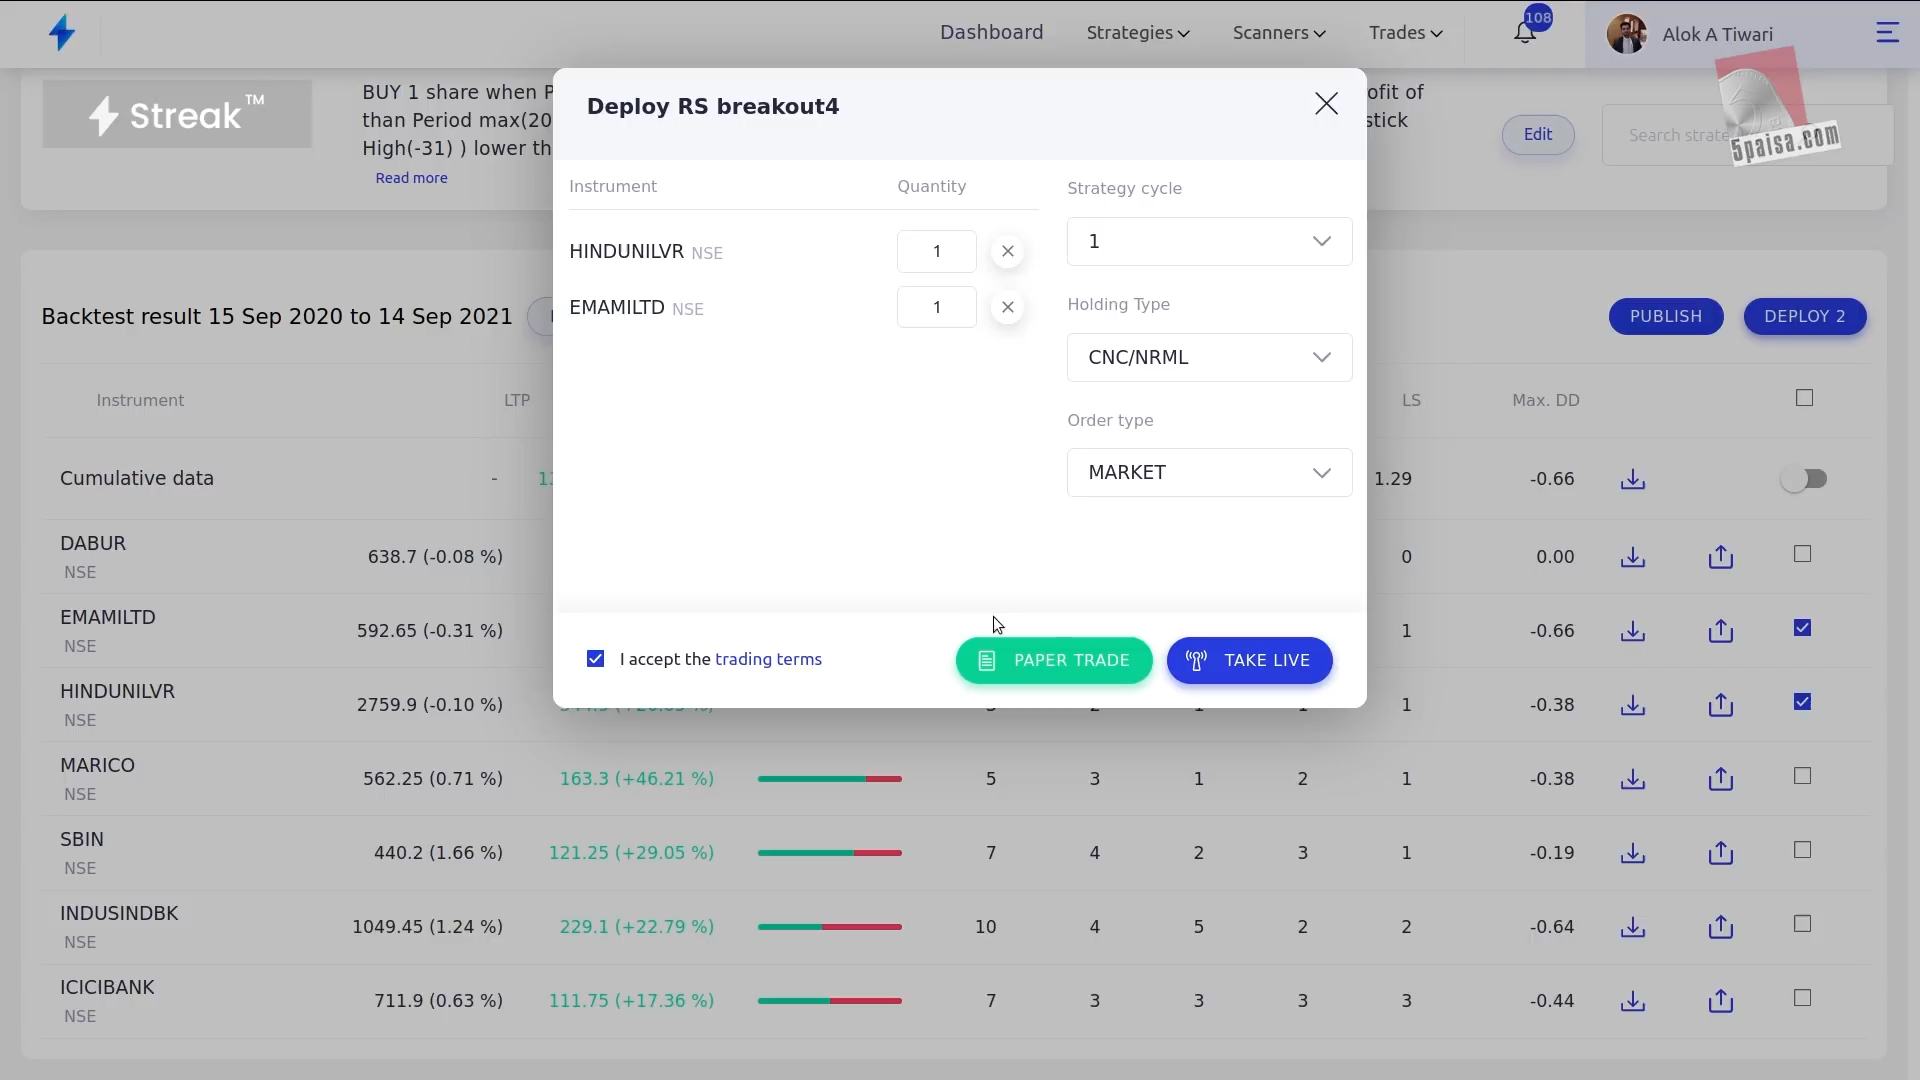 Dashboard
Strategies
Scanners
Trades
108
Alok A Tiwari
Streak™
BUY 1 share when P
ofit of
than Period max(20
stick
High(-31) ) lower th
Read more
Edit
Search strate
5paisa.com
Deploy RS breakout4
Instrument Quantity
HINDUNILVR NSE 1
EMAMILTD NSE 1
Strategy cycle
1
Holding Type
CNC/NRML
Order type
MARKET
I accept the trading terms
PAPER TRADE
TAKE LIVE
Backtest result 15 Sep 2020 to 14 Sep 2021
PUBLISH
DEPLOY 2
Instrument LTP LS Max. DD
Cumulative data - 1.29 -0.66
DABUR
NSE
638.7 (-0.08 %) 0 0.00
EMAMILTD
NSE
592.65 (-0.31 %) 1 -0.66
HINDUNILVR
NSE
2759.9 (-0.10 %) 1 -0.38
MARICO
NSE
562.25 (0.71 %) 163.3 (+46.21 %) 5 3 1 2 1 -0.38
SBIN
NSE
440.2 (1.66 %) 121.25 (+29.05 %) 7 4 2 3 1 -0.19
INDUSINDBK
NSE
1049.45 (1.24 %) 229.1 (+22.79 %) 10 4 5 2 2 -0.64
ICICIBANK
NSE
711.9 (0.63 %) 111.75 (+17.36 %) 7 3 3 3 3 -0.44